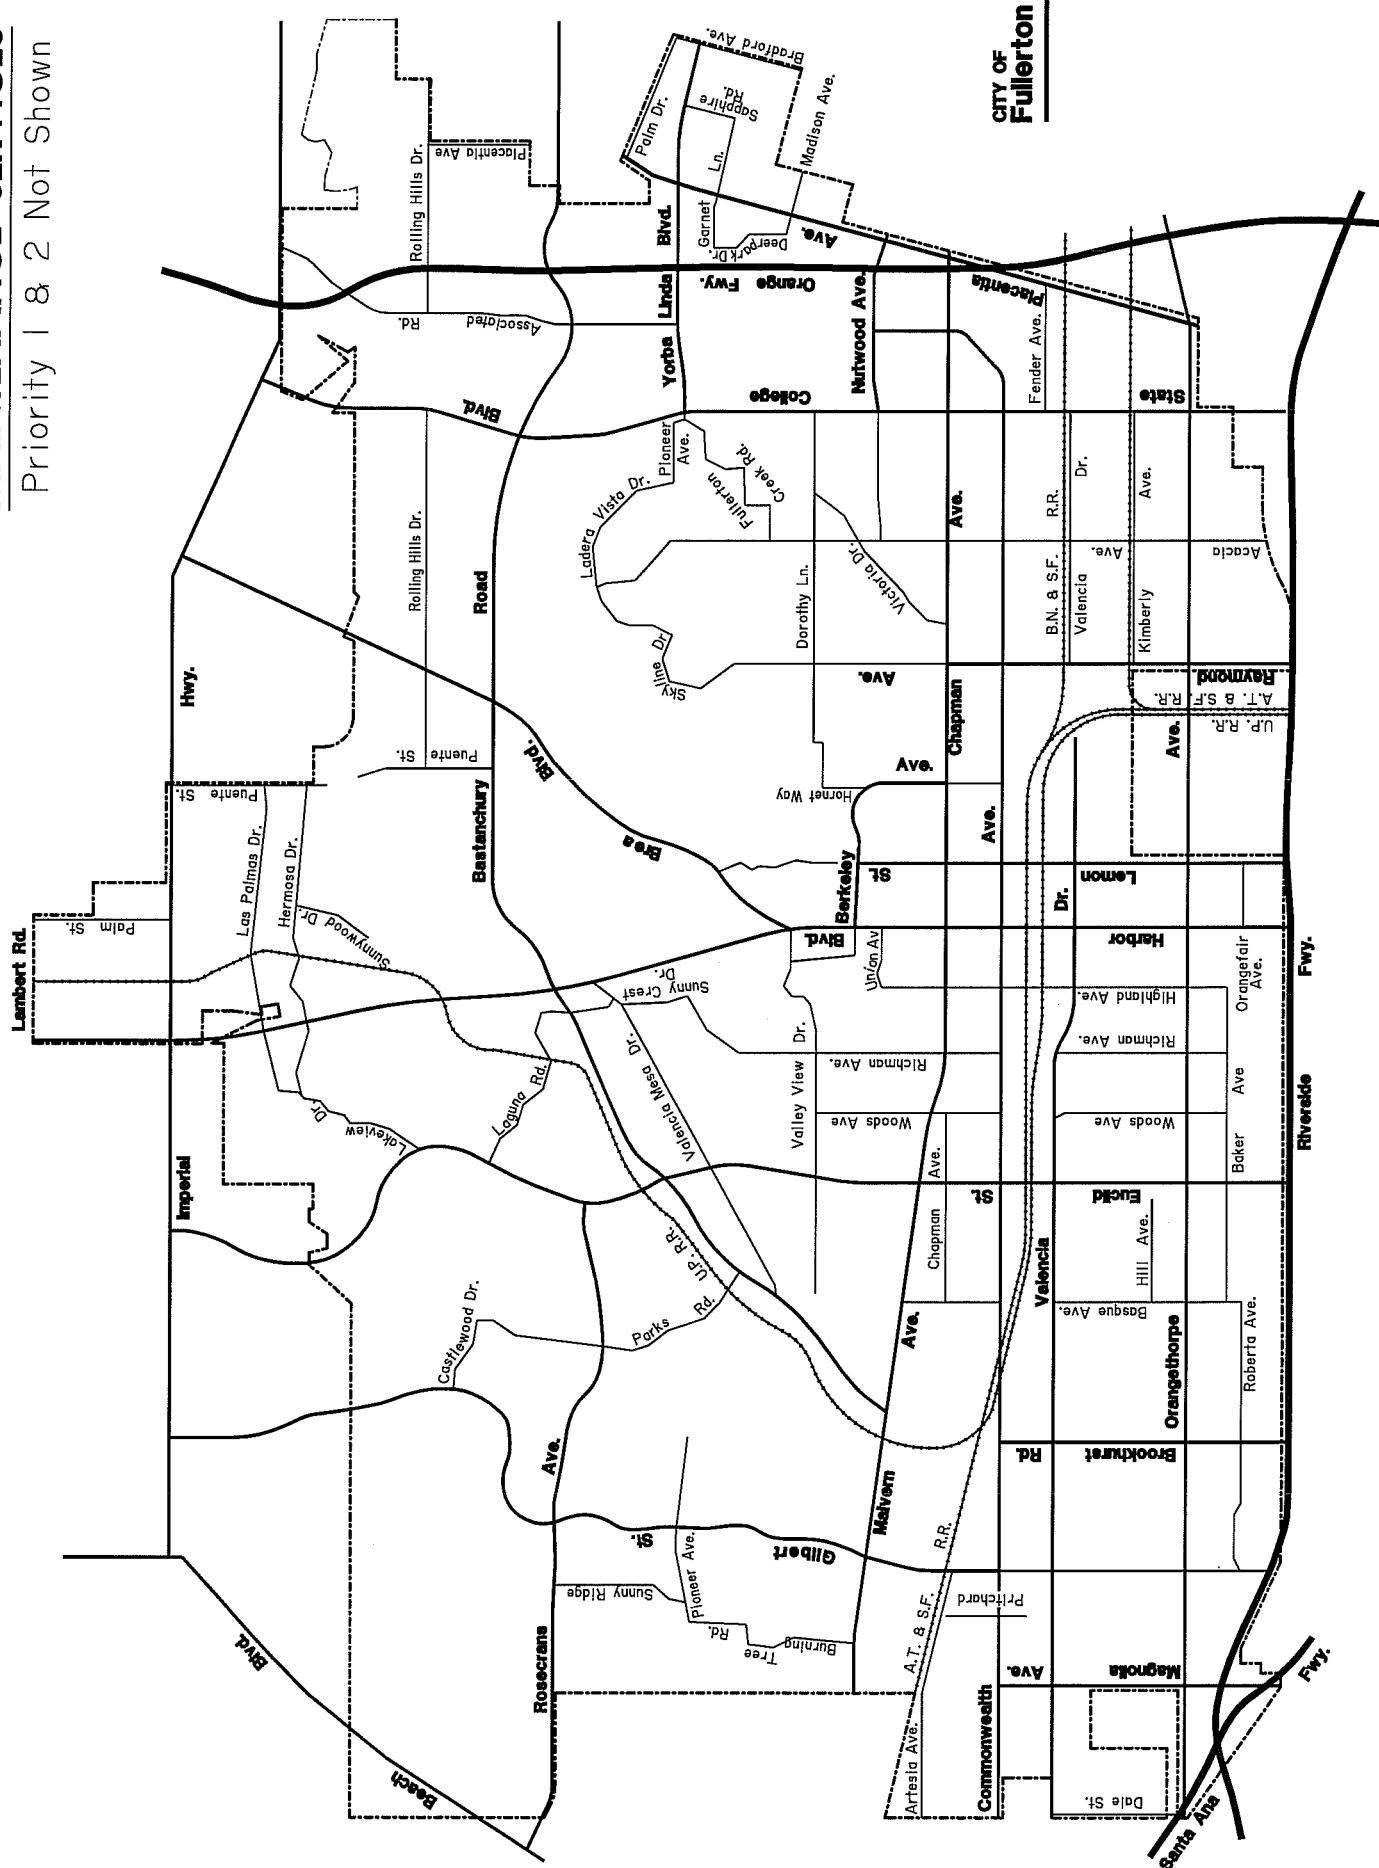 Priority 1 & 2 Not Shown
CITY OF
Fullerton
Lambert Rd.
Palm St.
Imperial Hwy.
Puente St.
Las Palmas Dr.
Hermosa Dr.
Sunnywood Dr.
Lakeview Dr.
Rolling Hills Dr.
Rolling Hills Dr.
Placentia Ave
Associated Rd.
Puente St.
Bastanchury Road
Brea Blvd.
Blvd.
Palm Dr.
Bradford Ave.
Sapphire Rd.
Garnet Ln.
Deerpark Dr.
Madison Ave.
Yorba Linda Blvd.
Orange Fwy.
Placentia Ave.
Nutwood Ave.
State College
Fender Ave.
Pioneer Ave.
Ladera Vista Dr.
Fullerton Creek Rd.
Skyline Dr
Dorothy Ln.
Victoria Dr.
Acacia Ave.
B.N. & S.F. R.R.
Valencia Dr.
Kimberly Ave.
Raymond Ave.
A.T. & S.F. R.R.
U.P. R.R.
Chapman Ave.
Hornet Way
Berkeley Ave.
Lemon St.
Harbor Blvd.
Union Av
Highland Ave.
Orangefair Ave.
Richman Ave.
Richman Ave.
Woods Ave
Woods Ave
Valley View Dr.
Sunny Crest Dr.
Valencia Mesa Dr.
Laguna Rd.
Baker Ave
Euclid St.
Chapman Ave.
Hill Ave.
Basque Ave.
Roberta Ave.
Valencia Dr.
Orangethorpe Ave.
Castlewood Dr.
Parks Rd.
U.P. R.R.
Malvern Ave.
Brookhurst Rd.
Gilbert St.
Pioneer Ave.
Sunny Ridge
Burning Tree Rd.
Rosecrans Ave.
Beach Blvd.
A.T. & S.F. R.R.
Pritchard
Artesia Ave.
Commonwealth Ave.
Magnolia Ave.
Dale St.
Riverside Fwy.
Santa Ana Fwy.